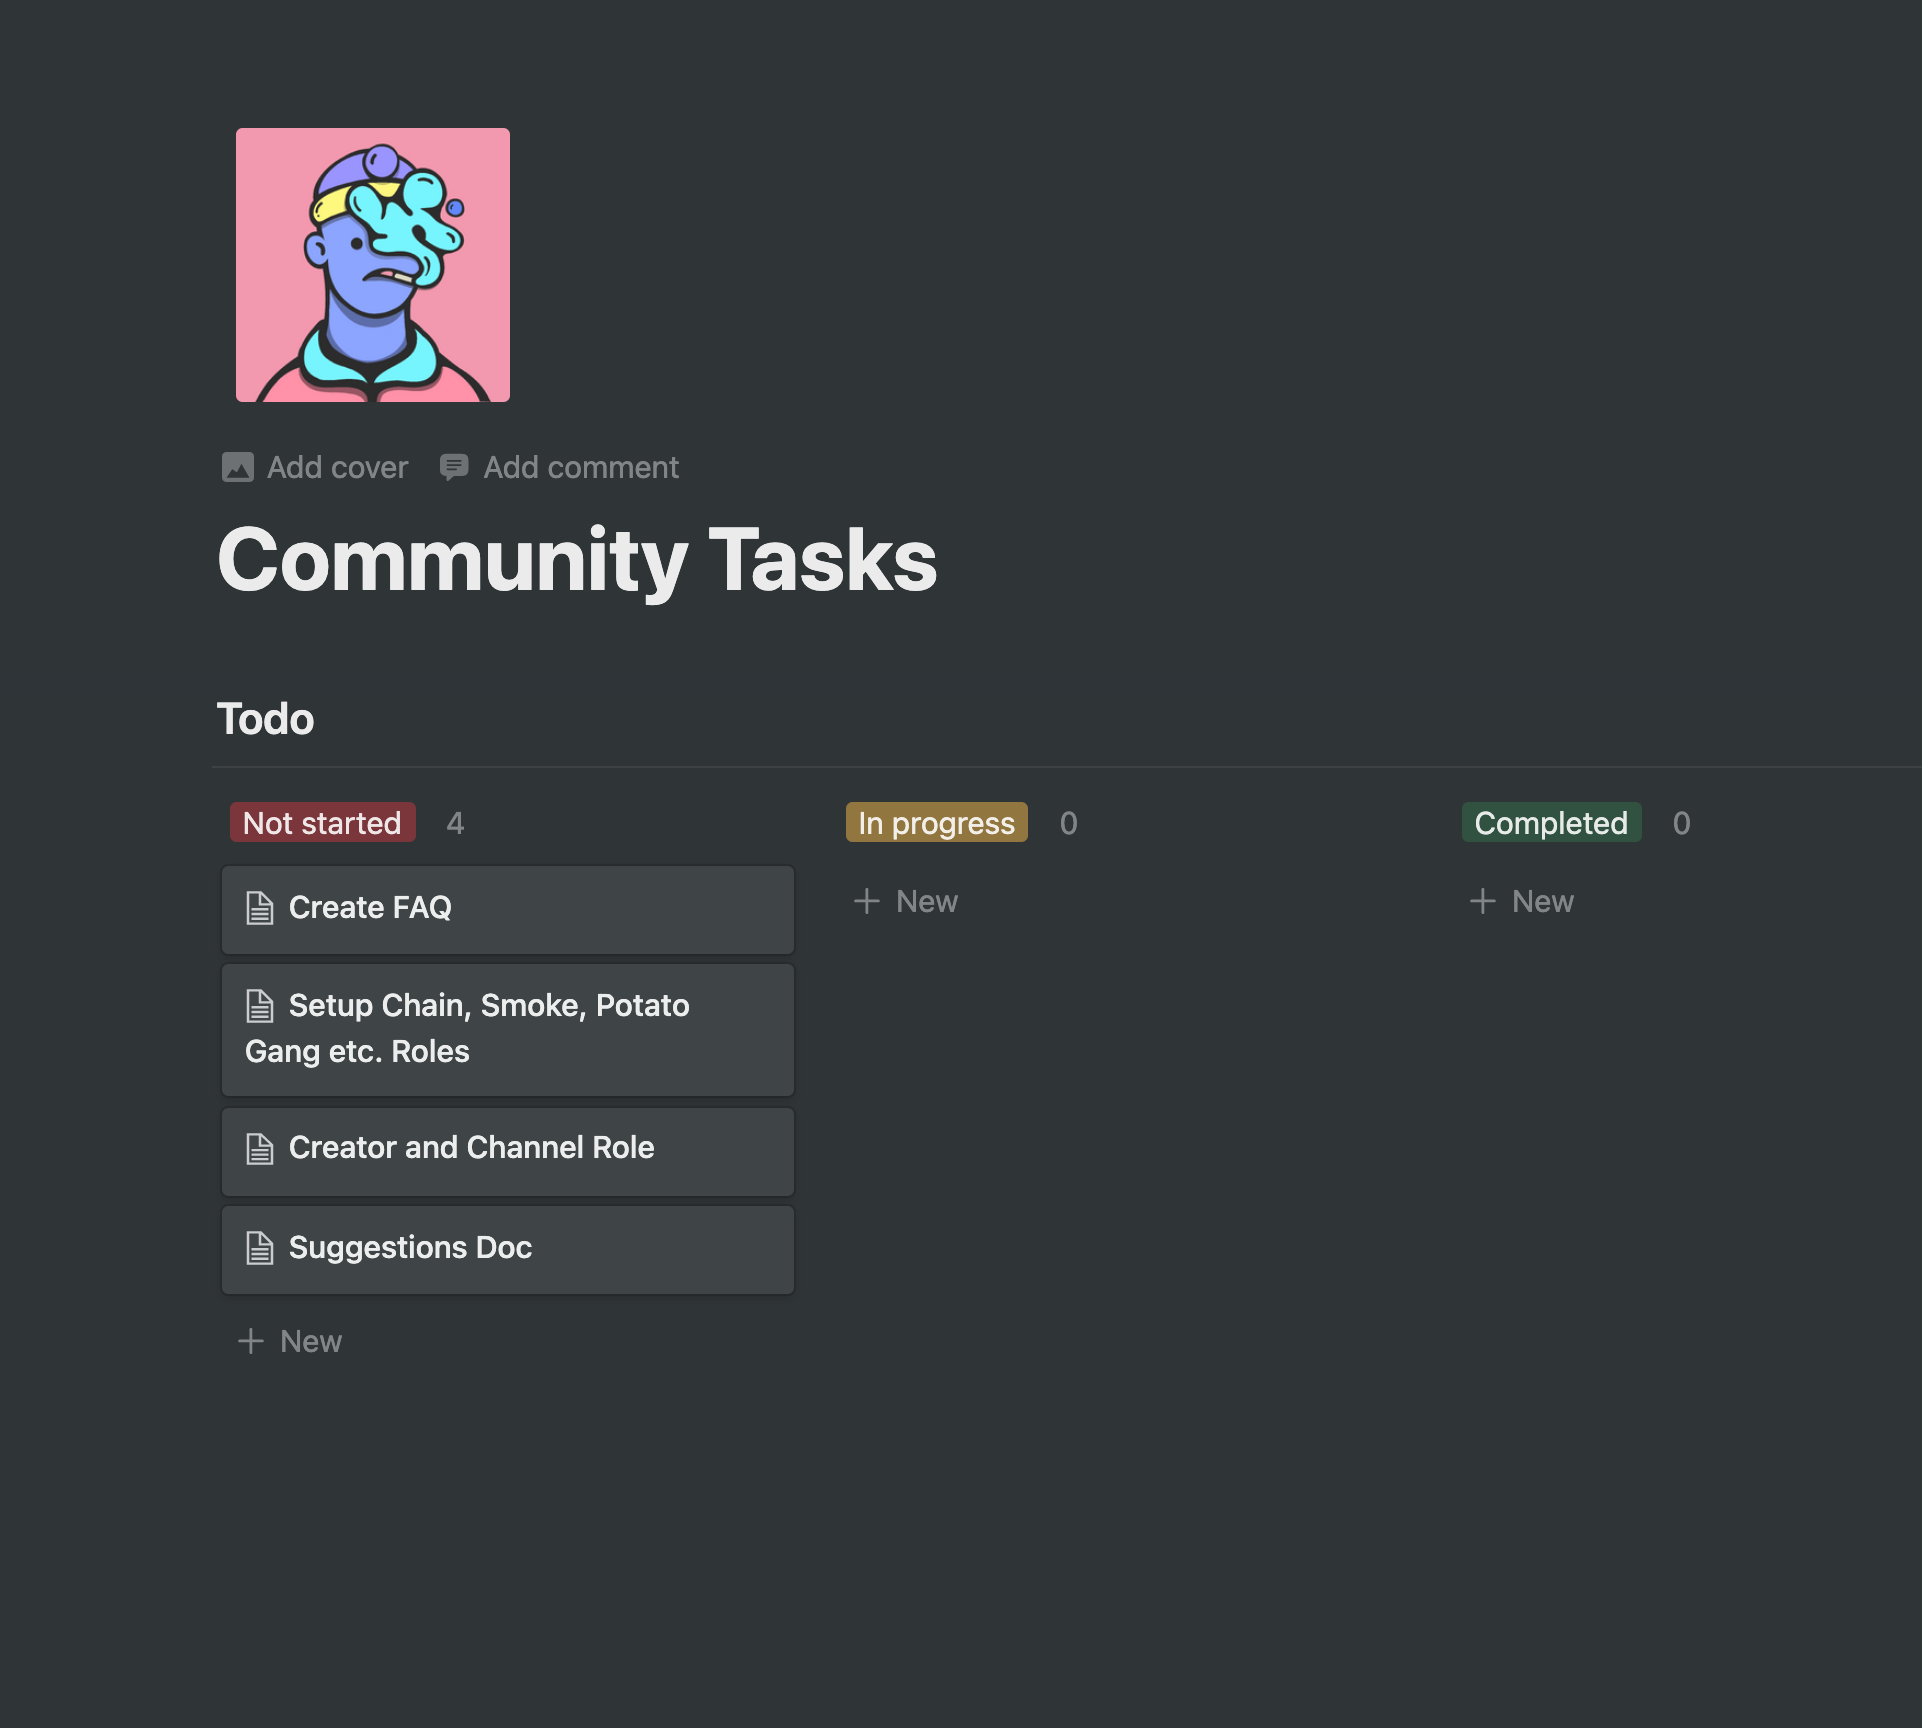 Add cover Add comment
Community Tasks
Todo
Not started 4 In progress 0 Completed 0
Create FAQ
+ New + New
Setup Chain, Smoke, Potato
Gang etc. Roles
Creator and Channel Role
Suggestions Doc
+ New